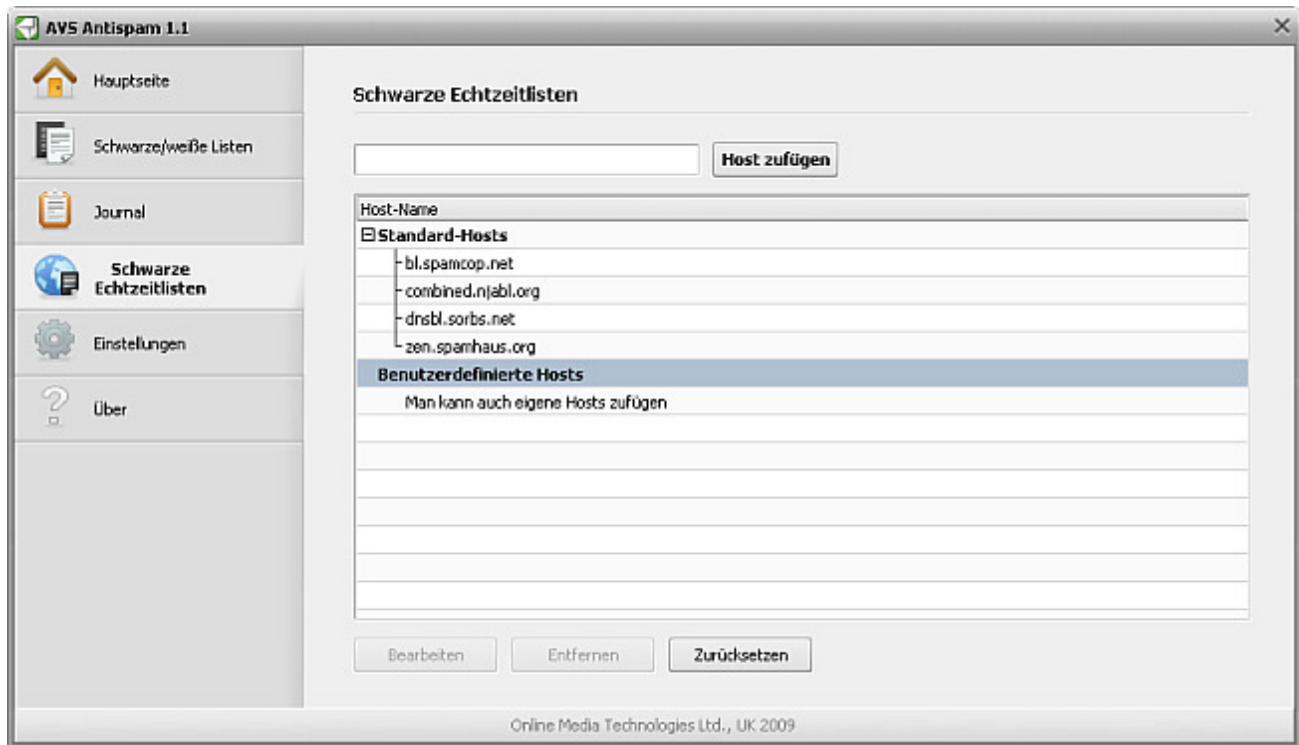 AVS Antispam 1.1
Hauptseite
Schwarze/weiße Listen
Journal
Schwarze
Echtzeitlisten
Einstellungen
Über
Schwarze Echtzeitlisten
Host zufügen
Host-Name
Standard-Hosts
bl.spamcop.net
combined.njabl.org
dnsbl.sorbs.net
zen.spamhaus.org
Benutzerdefinierte Hosts
Man kann auch eigene Hosts zufügen
Bearbeiten
Entfernen
Zurücksetzen
Online Media Technologies Ltd., UK 2009